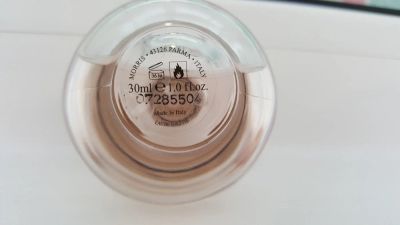 MORRIS • 43126 PARMA • ITALY
30ml ℮ 1.0 fl.oz.
07285504
Made in Italy